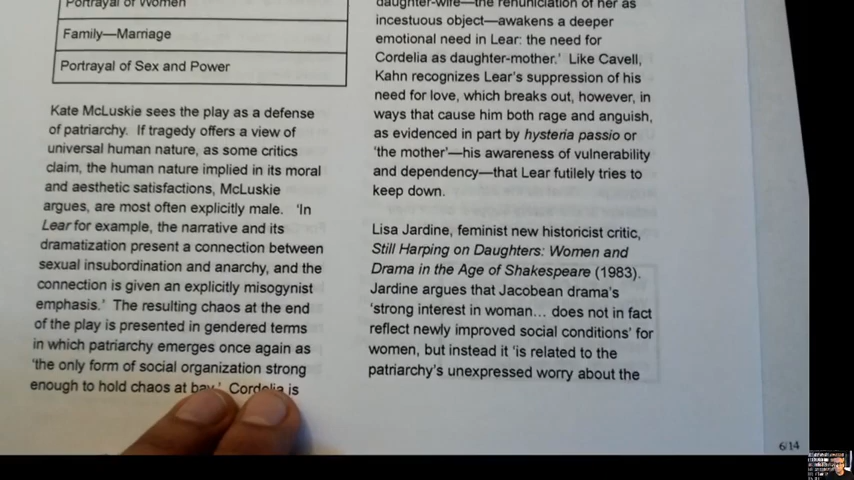 Portrayal of Women
Family—Marriage
Portrayal of Sex and Power
Kate McLuskie sees the play as a defense
of patriarchy. If tragedy offers a view of
universal human nature, as some critics
claim, the human nature implied in its moral
and aesthetic satisfactions, McLuskie
argues, are most often explicitly male. 'In
Lear for example, the narrative and its
dramatization present a connection between
sexual insubordination and anarchy, and the
connection is given an explicitly misogynist
emphasis.' The resulting chaos at the end
of the play is presented in gendered terms
in which patriarchy emerges once again as
'the only form of social organization strong
enough to hold chaos at bay.' Cordelia is
daughter-wife—the renunciation of her as
incestuous object—awakens a deeper
emotional need in Lear: the need for
Cordelia as daughter-mother.' Like Cavell,
Kahn recognizes Lear's suppression of his
need for love, which breaks out, however, in
ways that cause him both rage and anguish,
as evidenced in part by hysteria passio or
'the mother'—his awareness of vulnerability
and dependency—that Lear futilely tries to
keep down.
Lisa Jardine, feminist new historicist critic,
Still Harping on Daughters: Women and
Drama in the Age of Shakespeare (1983).
Jardine argues that Jacobean drama's
'strong interest in woman... does not in fact
reflect newly improved social conditions' for
women, but instead it 'is related to the
patriarchy's unexpressed worry about the
6/14